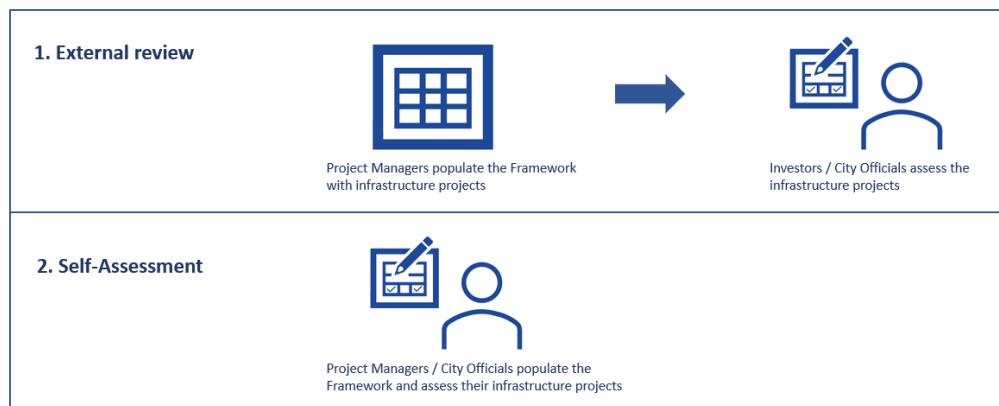 1. External review
Project Managers populate the Framework
with infrastructure projects
Investors / City Officials assess the
infrastructure projects
2. Self-Assessment
Project Managers / City Officials populate the
Framework and assess their infrastructure projects